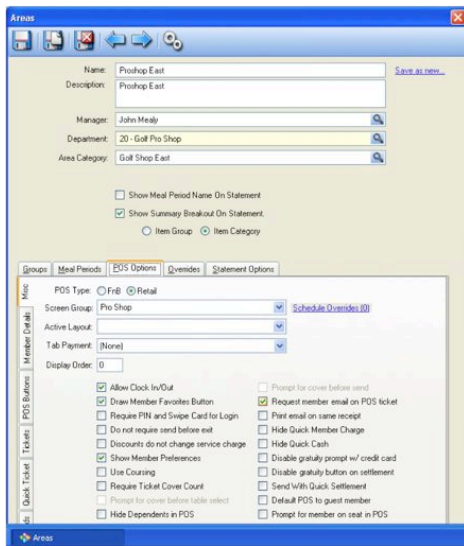 Areas
Name: Proshop East Save as new...
Description: Proshop East
Manager: John Mealy
Department: 20 - Golf Pro Shop
Area Category: Golf Shop East
Show Meal Period Name On Statement
Show Summary Breakout On Statement.
Item Group Item Category
Groups Meal Periods POS Options Overrides Statement Options
Misc
Member Details
POS Buttons
Tickets
Quick Ticket
POS Type: FnB Retail
Screen Group: Pro Shop Schedule Overrides (0)
Active Layout:
Tab Payment: (None)
Display Order: 0
Allow Clock In/Out Prompt for cover before send
Draw Member Favorites Button Request member email on POS ticket
Require PIN and Swipe Card for Login Print email on same receipt
Do not require send before exit Hide Quick Member Charge
Discounts do not change service charge Hide Quick Cash
Show Member Preferences Disable gratuity prompt w/ credit card
Use Coursing Disable gratuity button on settlement
Require Ticket Cover Count Send With Quick Settlement
Prompt for cover before table select Default POS to guest member
Hide Dependents in POS Prompt for member on seat in POS
Areas